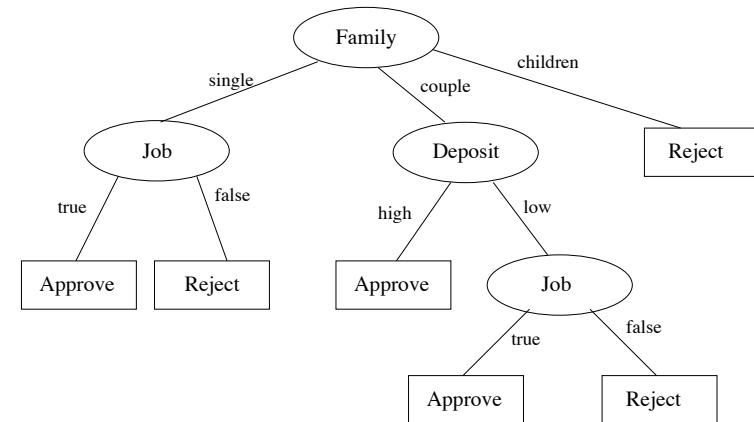 Family
single
couple
children
Job
Deposit
Reject
true
false
high
low
Approve
Reject
Approve
Job
true
false
Approve
Reject